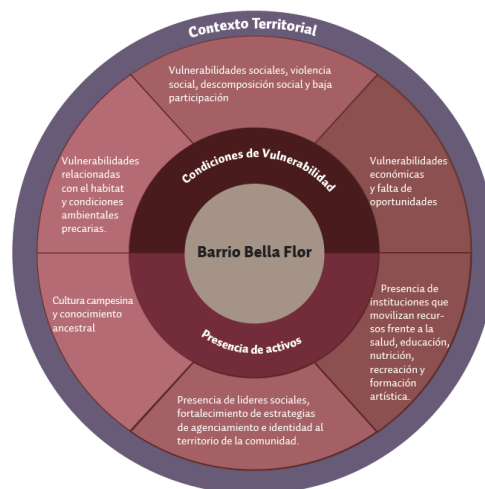 Contexto Territorial
Vulnerabilidades sociales, violencia
social, descomposición social y baja
participación
Condiciones de Vulnerabilidad
Vulnerabilidades
relacionadas
con el habitat
y condiciones
ambientales
precarias.
Vulnerabilidades
económicas
y falta de
oportunidades
Barrio Bella Flor
Cultura campesina
y conocimiento
ancestral
Presencia de
instituciones que
movilizan recur-
sos frente a la
salud, educación,
nutrición,
recreación y
formación
artística.
Presencia de activos
Presencia de lideres sociales,
fortalecimiento de estrategias
de agenciamiento e identidad al
territorio de la comunidad.